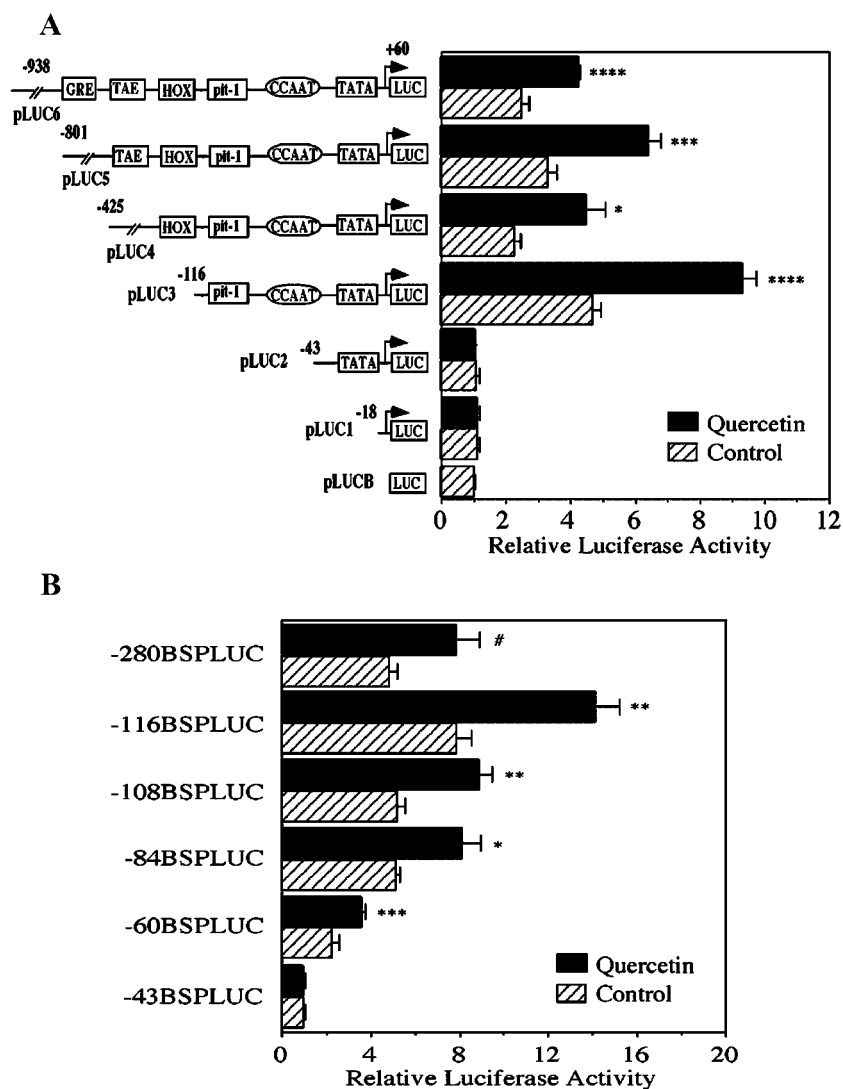 A
-938 +60
GRE TAE HOX pit-1 CCAAT TATA LUC
pLUC6
****
-801
TAE HOX pit-1 CCAAT TATA LUC
pLUC5
***
-425
HOX pit-1 CCAAT TATA LUC
pLUC4
*
-116
pLUC3 pit-1 CCAAT TATA LUC
****
-43
pLUC2 TATA LUC
-18
pLUC1 LUC
pLUCB LUC
Quercetin
Control
0 2 4 6 8 10 12
Relative Luciferase Activity
B
-280BSPLUC #
-116BSPLUC **
-108BSPLUC **
-84BSPLUC *
-60BSPLUC ***
-43BSPLUC
Quercetin
Control
0 4 8 12 16 20
Relative Luciferase Activity